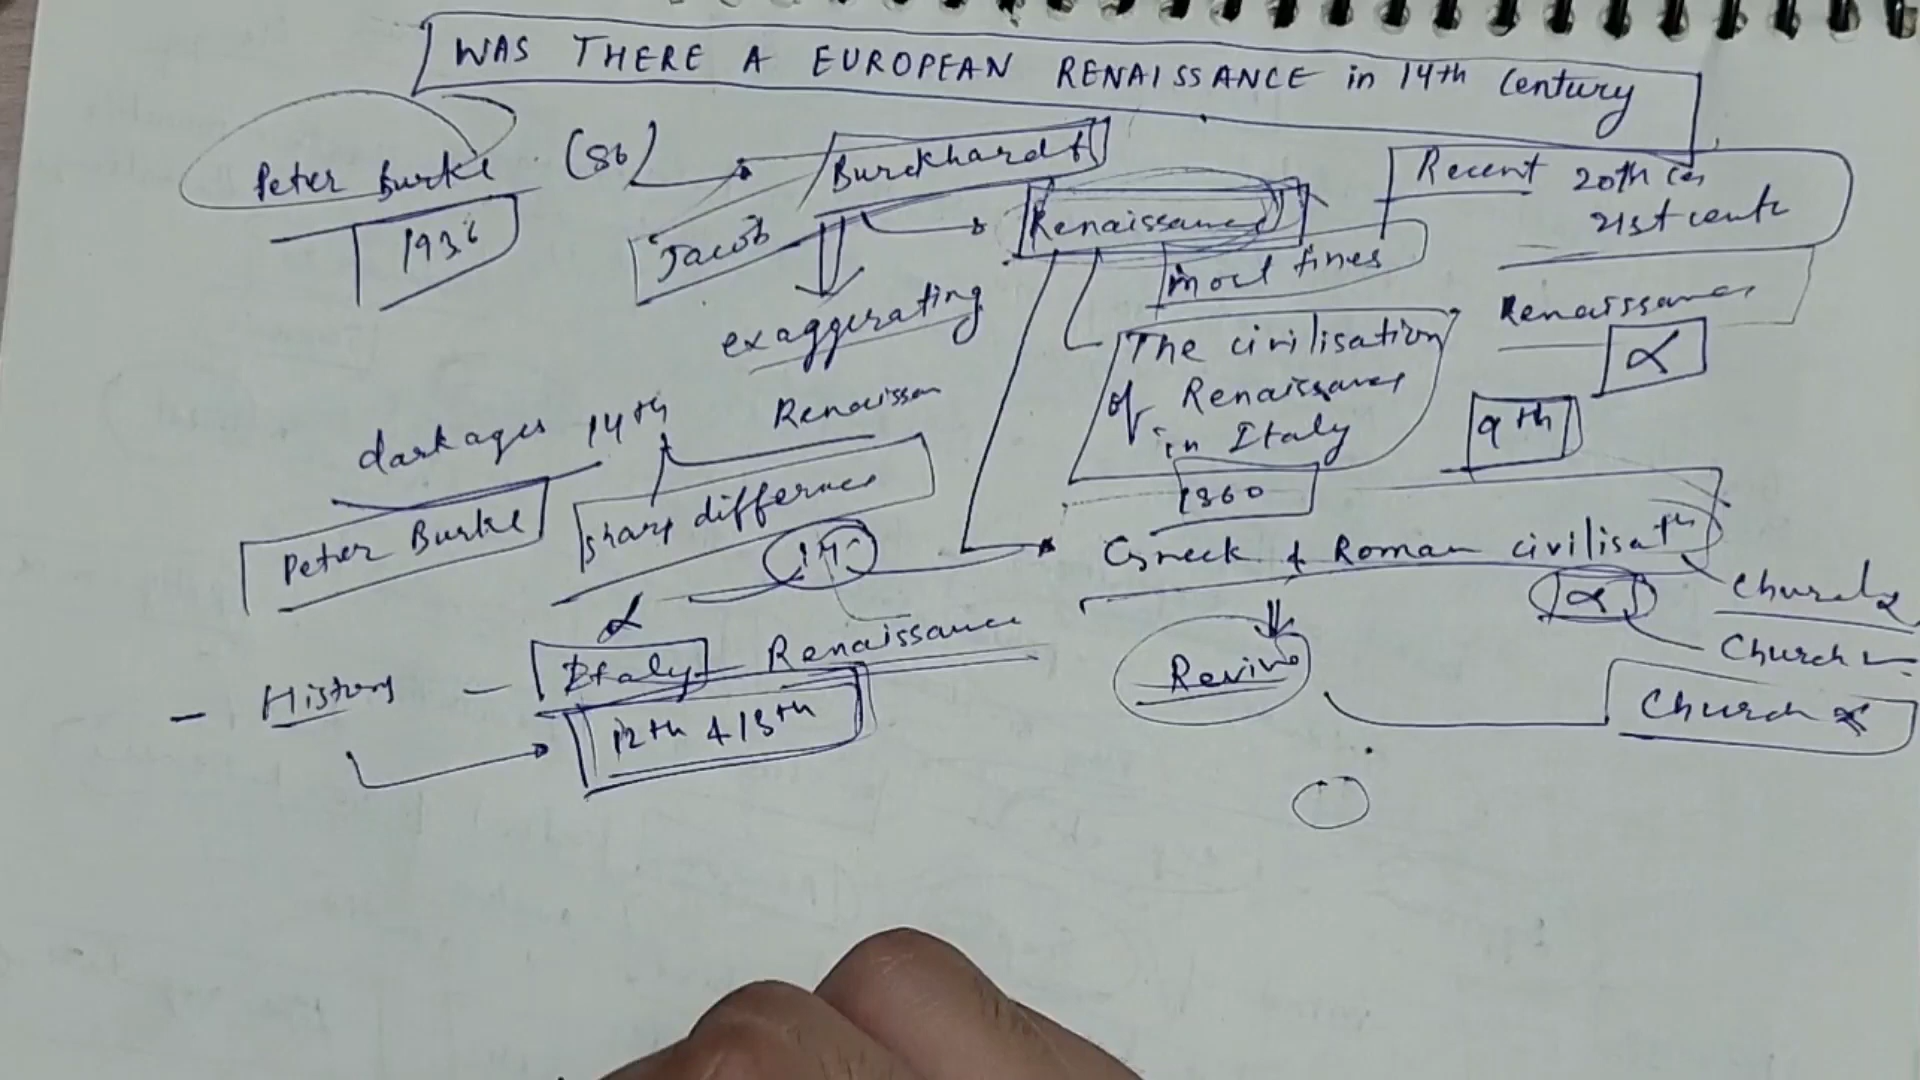 WAS THERE A EUROPEAN RENAISSANCE in 14th century
Peter Burke (86)
1936
Jacob Burckhardt
Renaissance
Recent 20th
21st
exaggerating
The civilisation
of Renaissance
in Italy
1860
Renaissance
9th
dark ages 14th
Renaissan
Peter Burke
sharp difference
14
Greek & Roman civilisatn
Church
Church
Church x
Revive
- History - Italy - Renaissance
12th & 13th